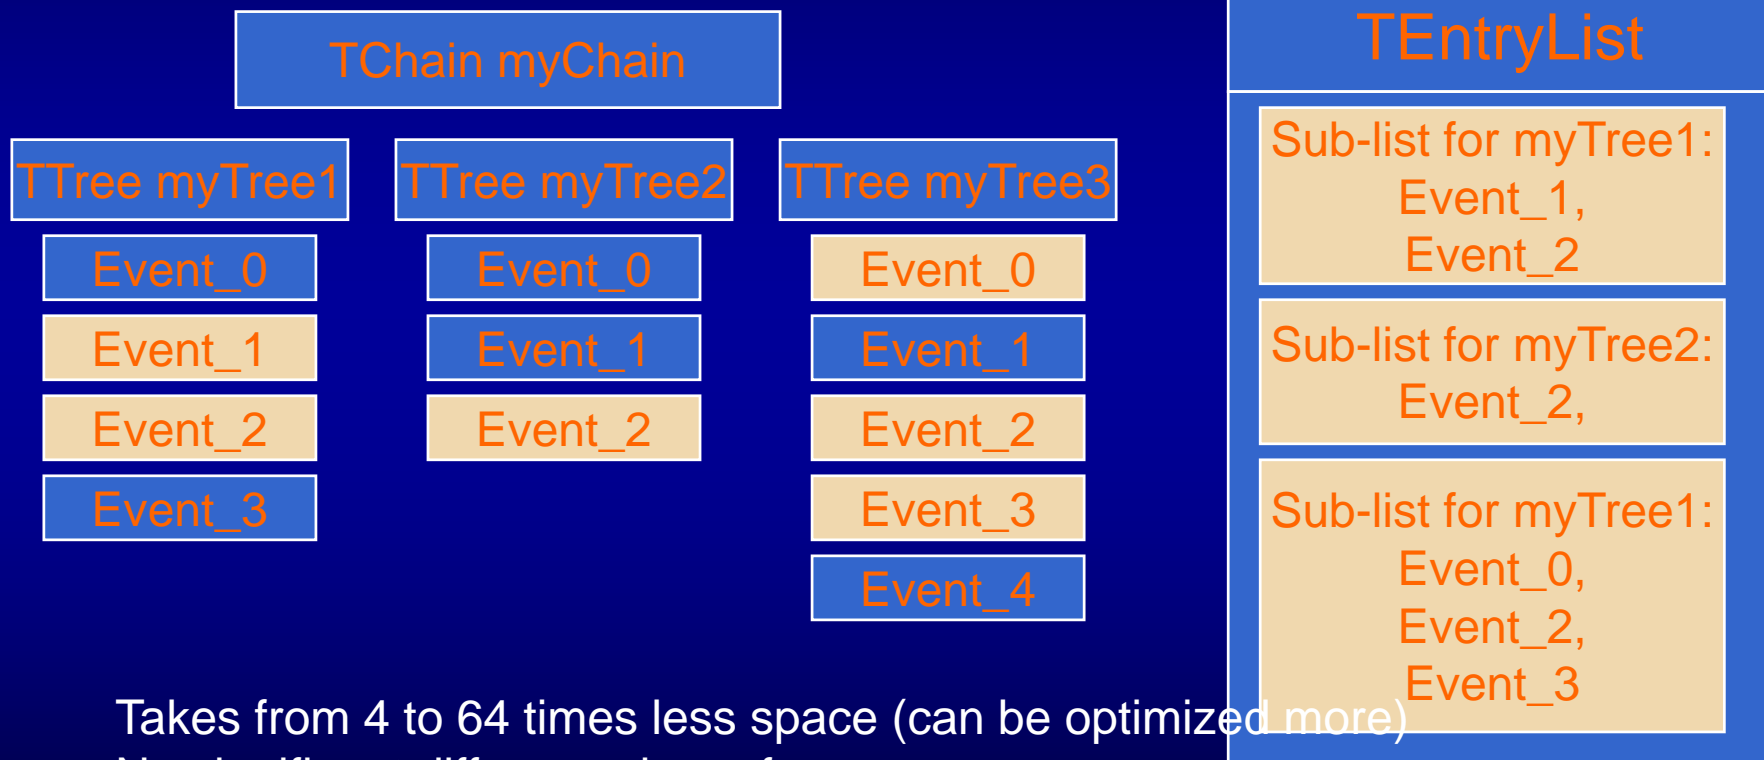 TChain myChain
TTree myTree1
Event_0
Event_1
Event_2
Event_3
TTree myTree2
Event_0
Event_1
Event_2
TTree myTree3
Event_0
Event_1
Event_2
Event_3
Event_4
TEntryList
Sub-list for myTree1:
Event_1,
Event_2
Sub-list for myTree2:
Event_2,
Sub-list for myTree1:
Event_0,
Event_2,
Event_3
Takes from 4 to 64 times less space (can be optimized more)